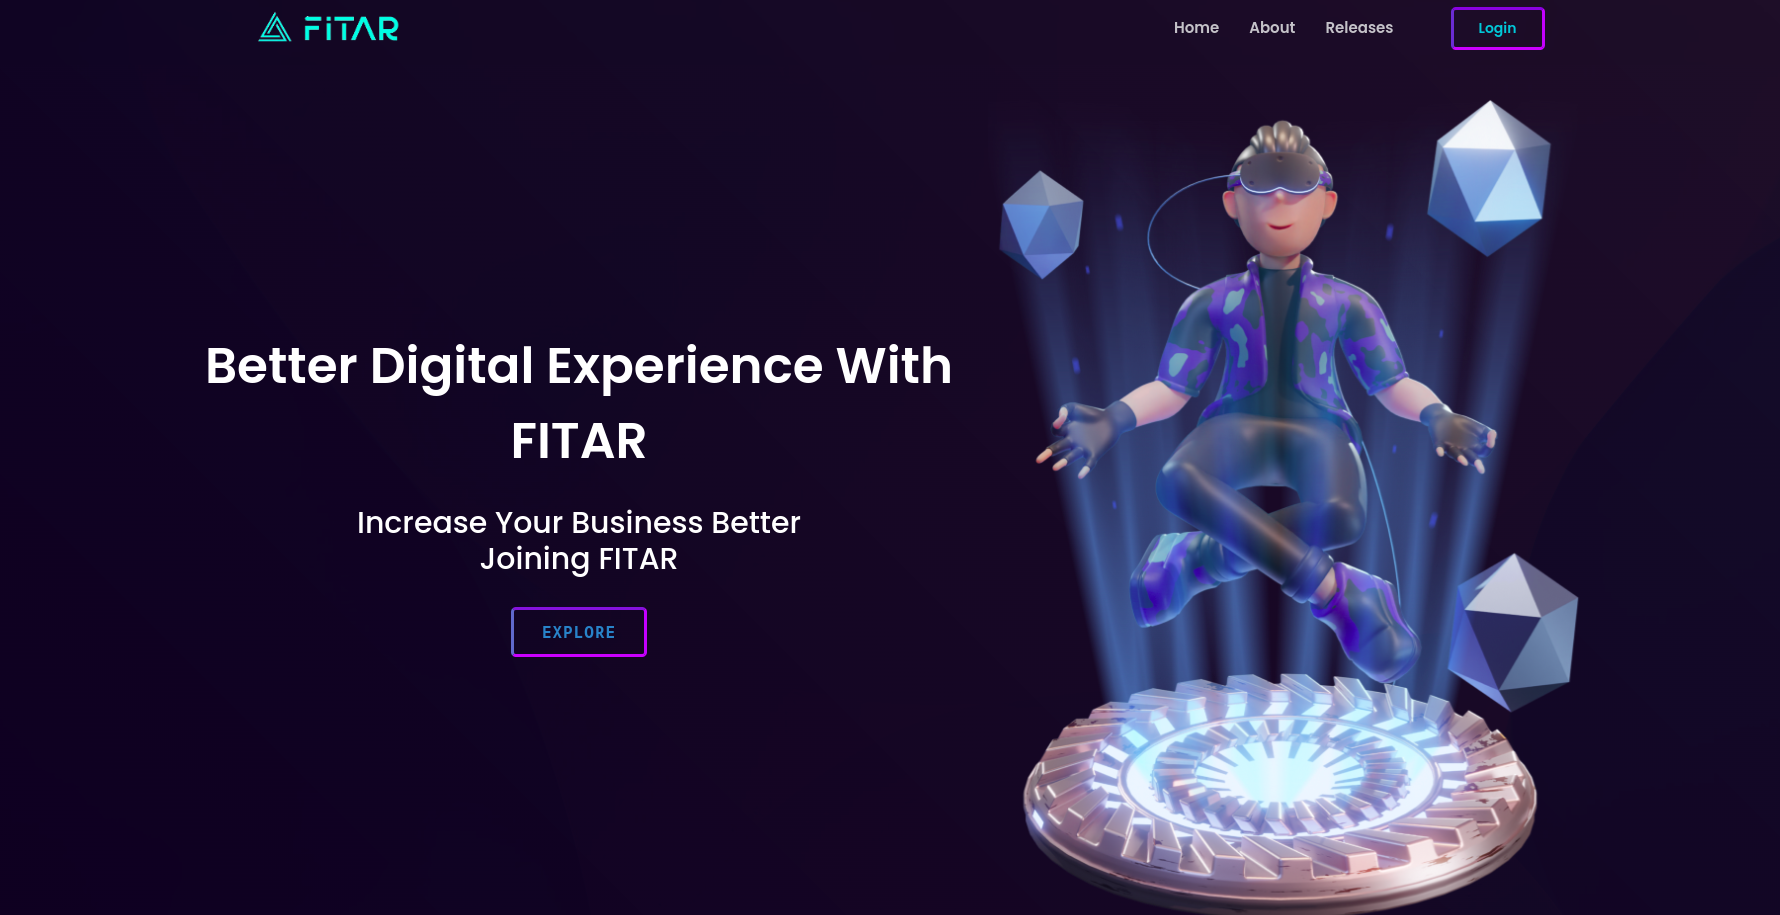 FiTAR
Home About Releases Login
Better Digital Experience With
FITAR
Increase Your Business Better
Joining FITAR
EXPLORE